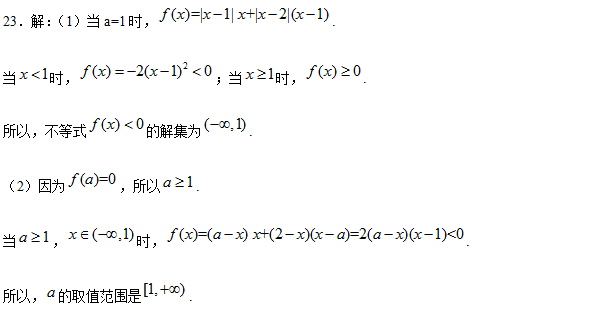 23．解：（1）当 a=1 时，f(x)=|x−1| x+|x−2|(x−1)．
当 x<1 时，f(x)=−2(x−1)²<0；当 x≥1 时，f(x)≥0．
所以，不等式 f(x)<0 的解集为 (−∞,1)．
（2）因为 f(a)=0，所以 a≥1．
当 a≥1，x∈(−∞,1) 时，f(x)=(a−x) x+(2−x)(x−a)=2(a−x)(x−1)<0．
所以，a 的取值范围是 [1,+∞)．